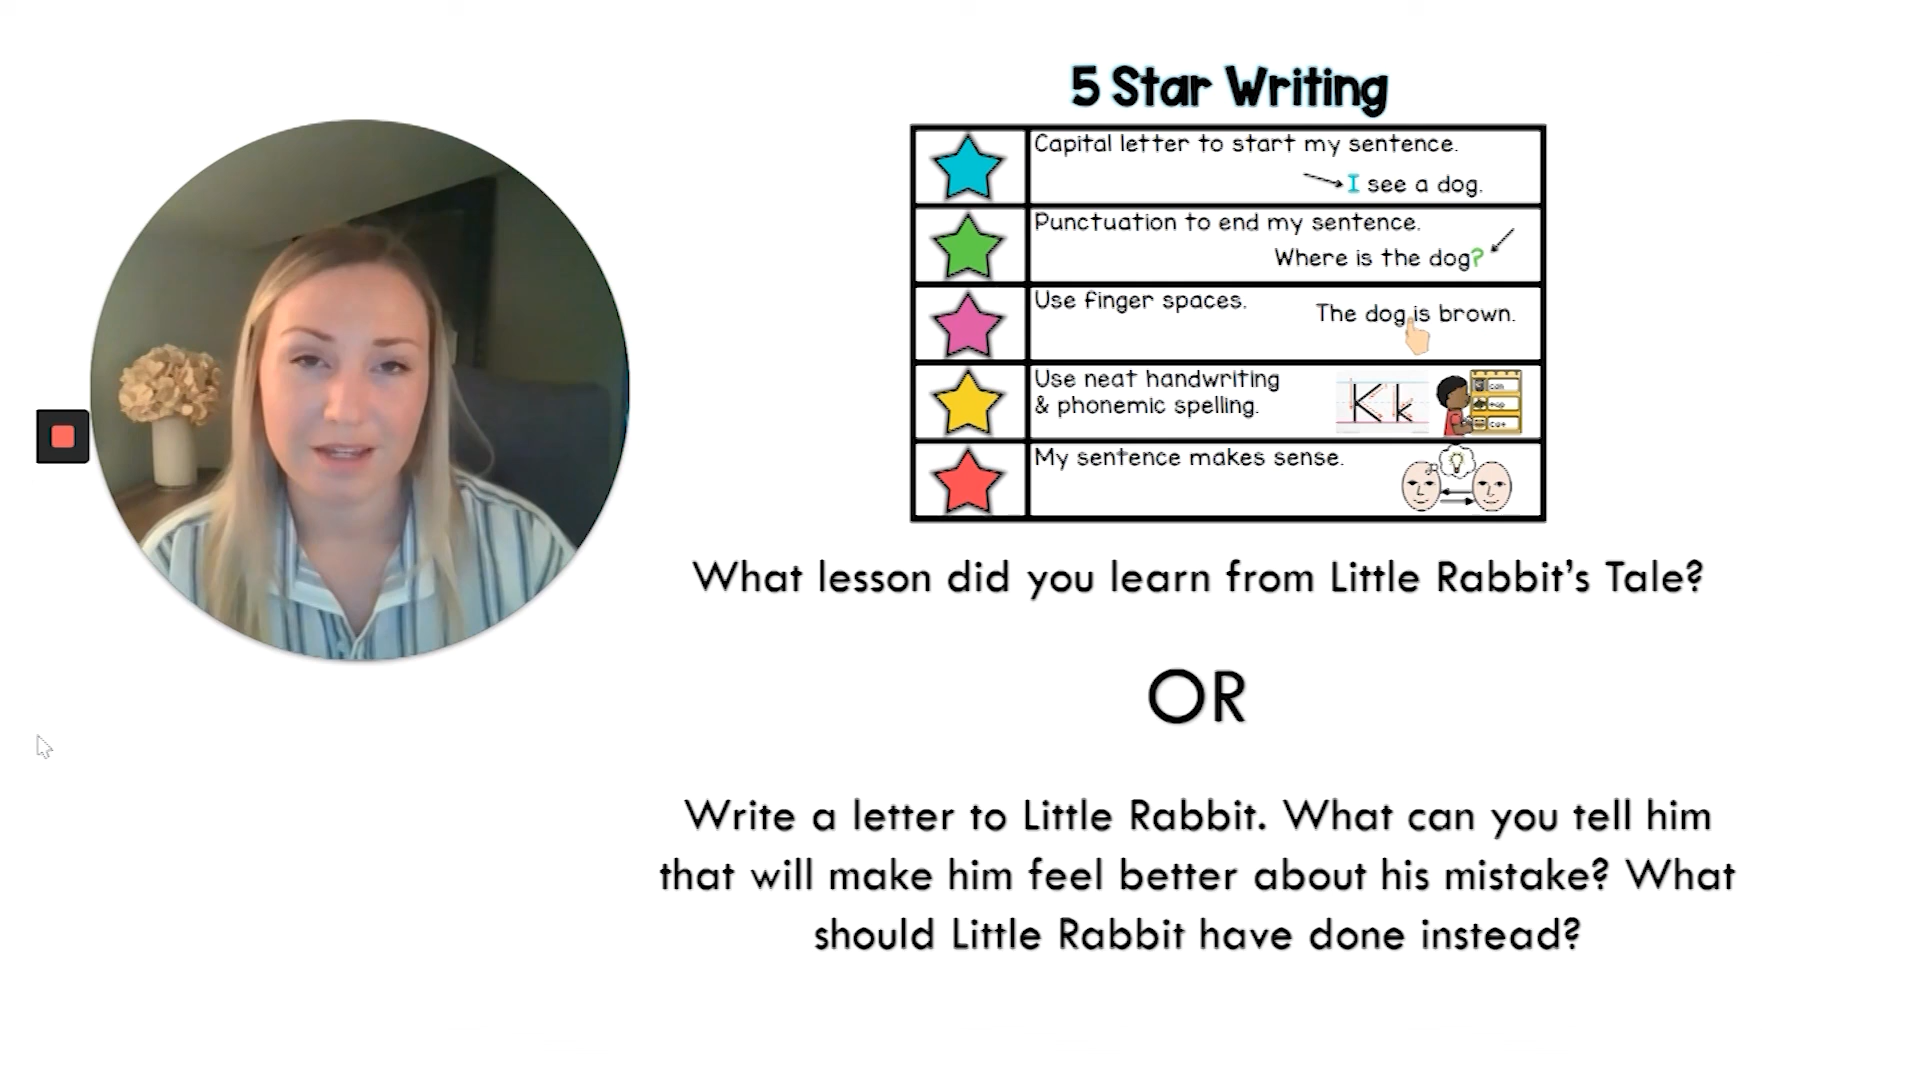 5 Star Writing
Capital letter to start my sentence.
I see a dog.
Punctuation to end my sentence.
Where is the dog?
Use finger spaces.
The dog is brown.
Use neat handwriting
& phonemic spelling.
Kk
can
cat
My sentence makes sense.
What lesson did you learn from Little Rabbit's Tale?
OR
Write a letter to Little Rabbit. What can you tell him
that will make him feel better about his mistake? What
should Little Rabbit have done instead?